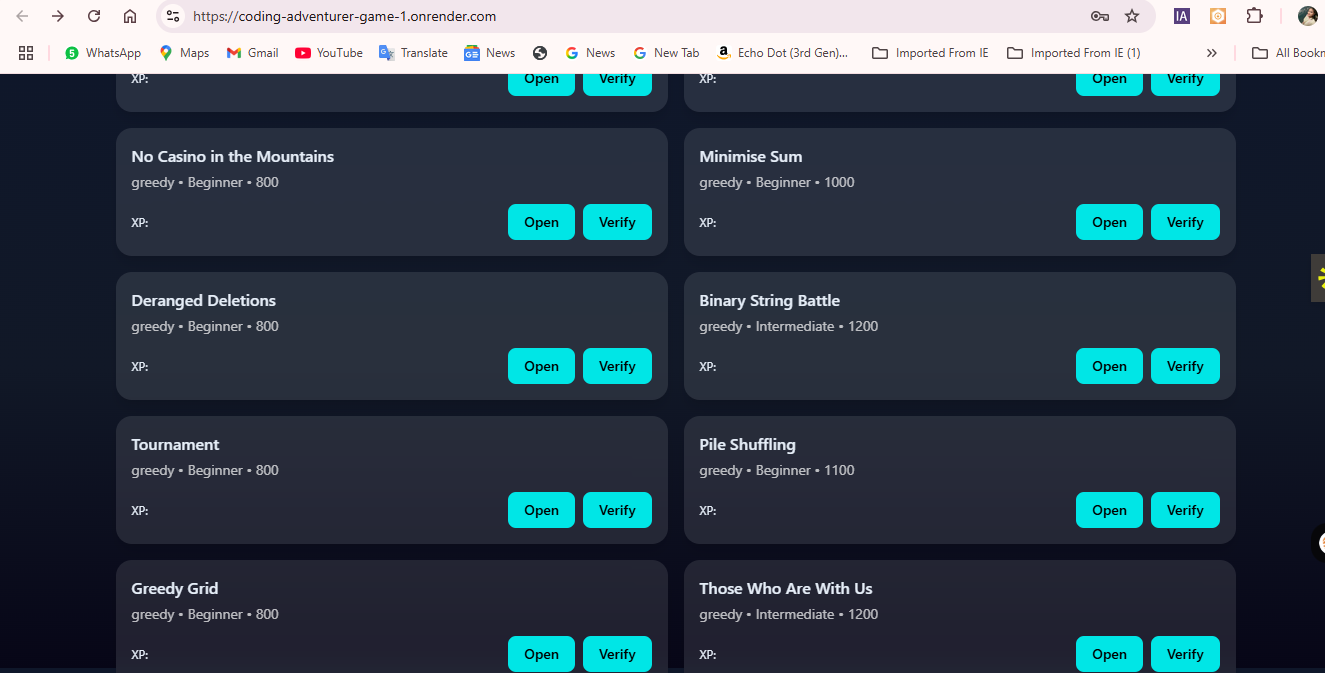 https://coding-adventurer-game-1.onrender.com
IA
5 WhatsApp Maps Gmail YouTube Translate News News New Tab Echo Dot (3rd Gen)... Imported From IE Imported From IE (1) » All Bookm
XP: Open Verify
XP: Open Verify
No Casino in the Mountains
greedy • Beginner • 800
XP: Open Verify
Minimise Sum
greedy • Beginner • 1000
XP: Open Verify
Deranged Deletions
greedy • Beginner • 800
XP: Open Verify
Binary String Battle
greedy • Intermediate • 1200
XP: Open Verify
Tournament
greedy • Beginner • 800
XP: Open Verify
Pile Shuffling
greedy • Beginner • 1100
XP: Open Verify
Greedy Grid
greedy • Beginner • 800
XP: Open Verify
Those Who Are With Us
greedy • Intermediate • 1200
XP: Open Verify